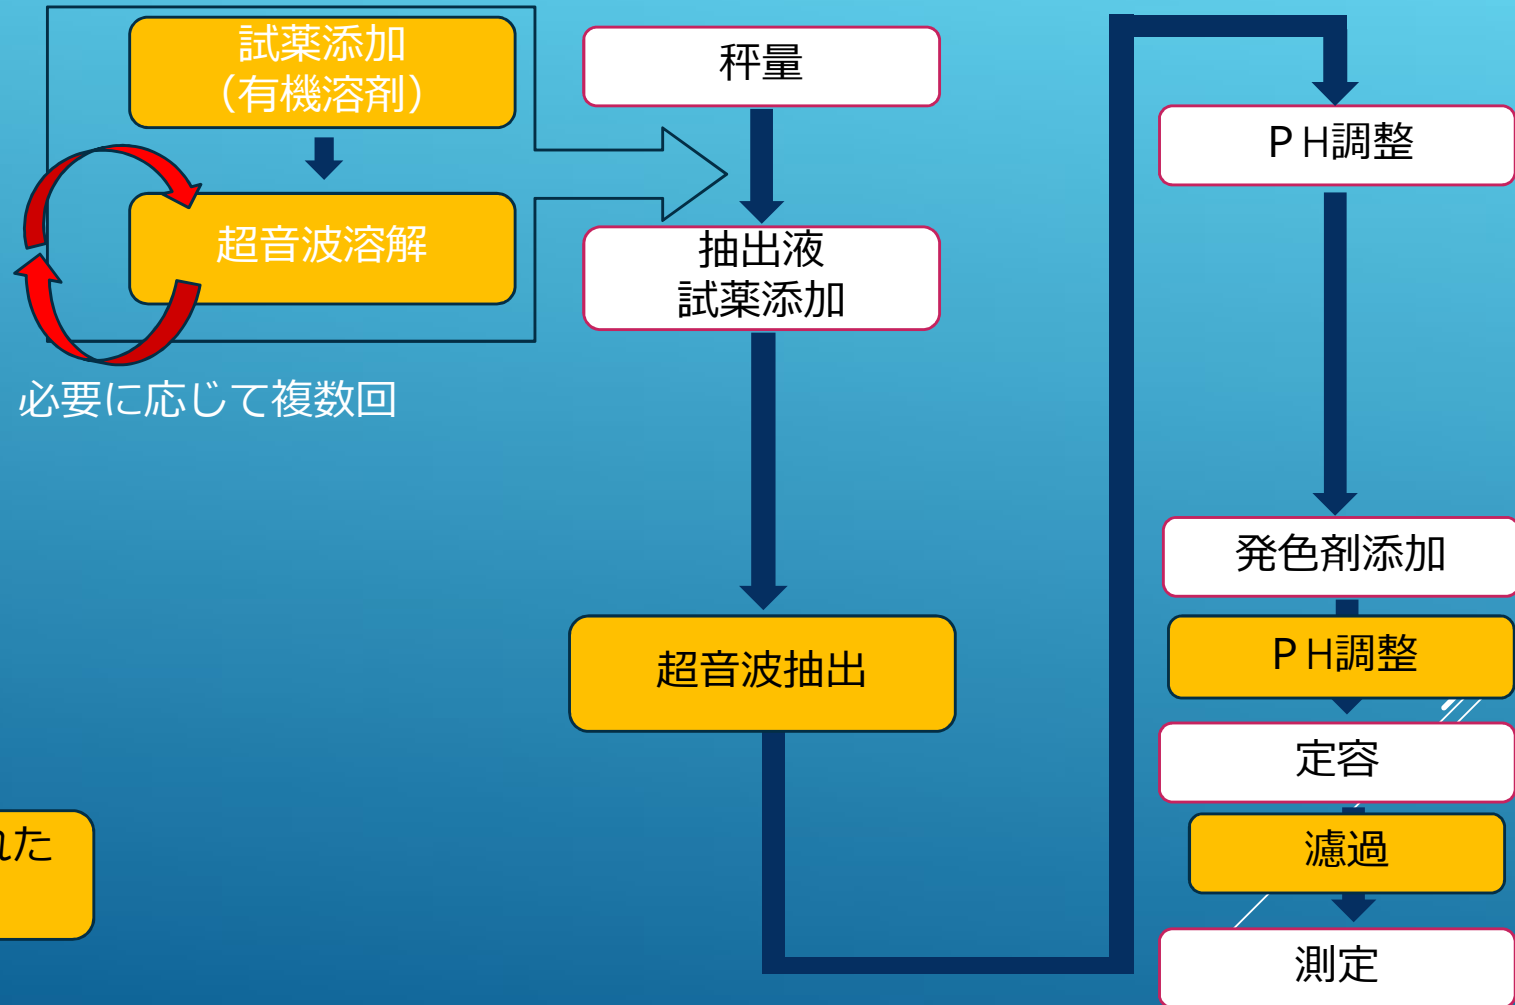 試薬添加
（有機溶剤）
超音波溶解
必要に応じて複数回
秤量
抽出液
試薬添加
超音波抽出
ＰＨ調整
発色剤添加
ＰＨ調整
定容
濾過
測定
れた